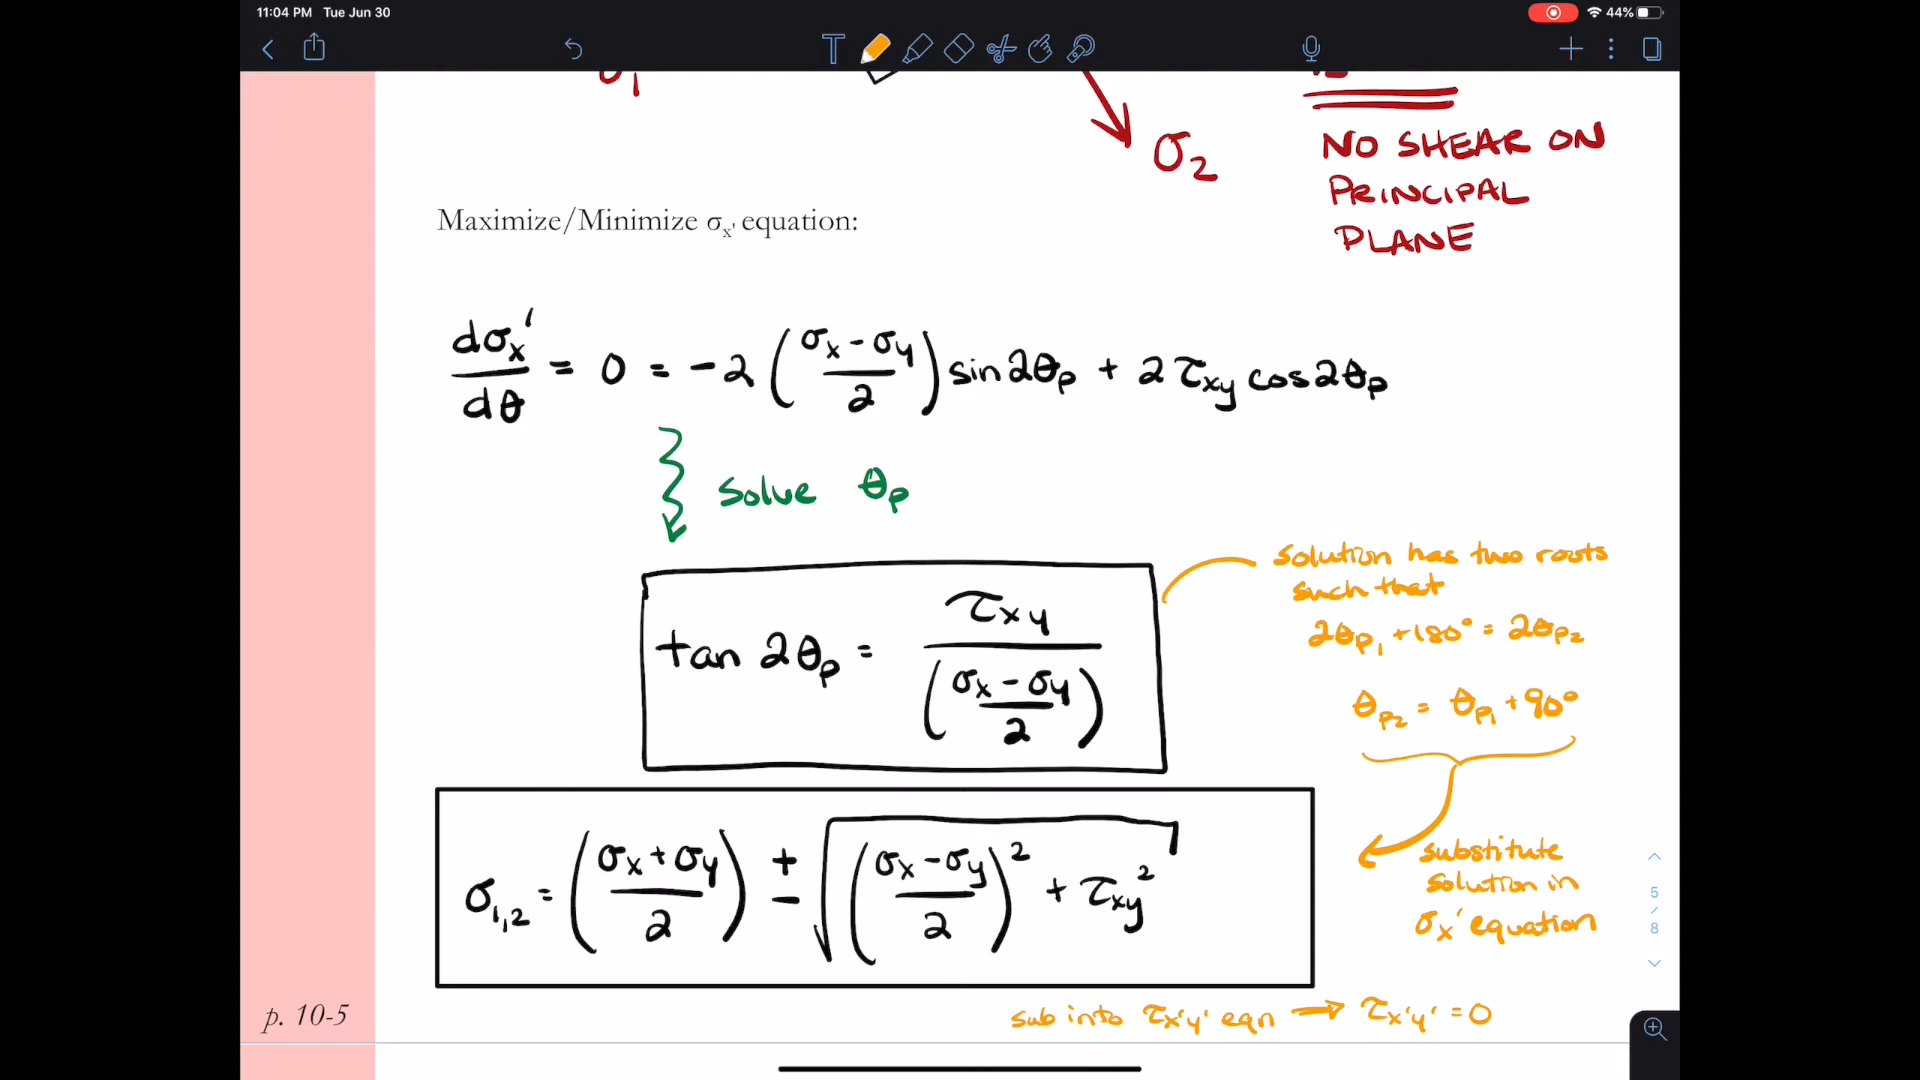 11:04 PM Tue Jun 30
44%
σ₁
σ₂
NO SHEAR ON
PRINCIPAL
PLANE
Maximize/Minimize σx' equation:
dσx'/dθ = 0 = -2 ((σx - σy)/2) sin2θp + 2τxy cos2θp
solve θp
solution has two roots
such that
2θp₁ + 180° = 2θp₂
tan 2θp = τxy / ((σx - σy)/2)
θp₂ = θp₁ + 90°
σ₁,₂ = ((σx + σy)/2) ± √(((σx - σy)/2)² + τxy²)
substitute
solution in
σx' equation
5
/
8
p. 10-5
sub into τx'y' eqn → τx'y' = 0